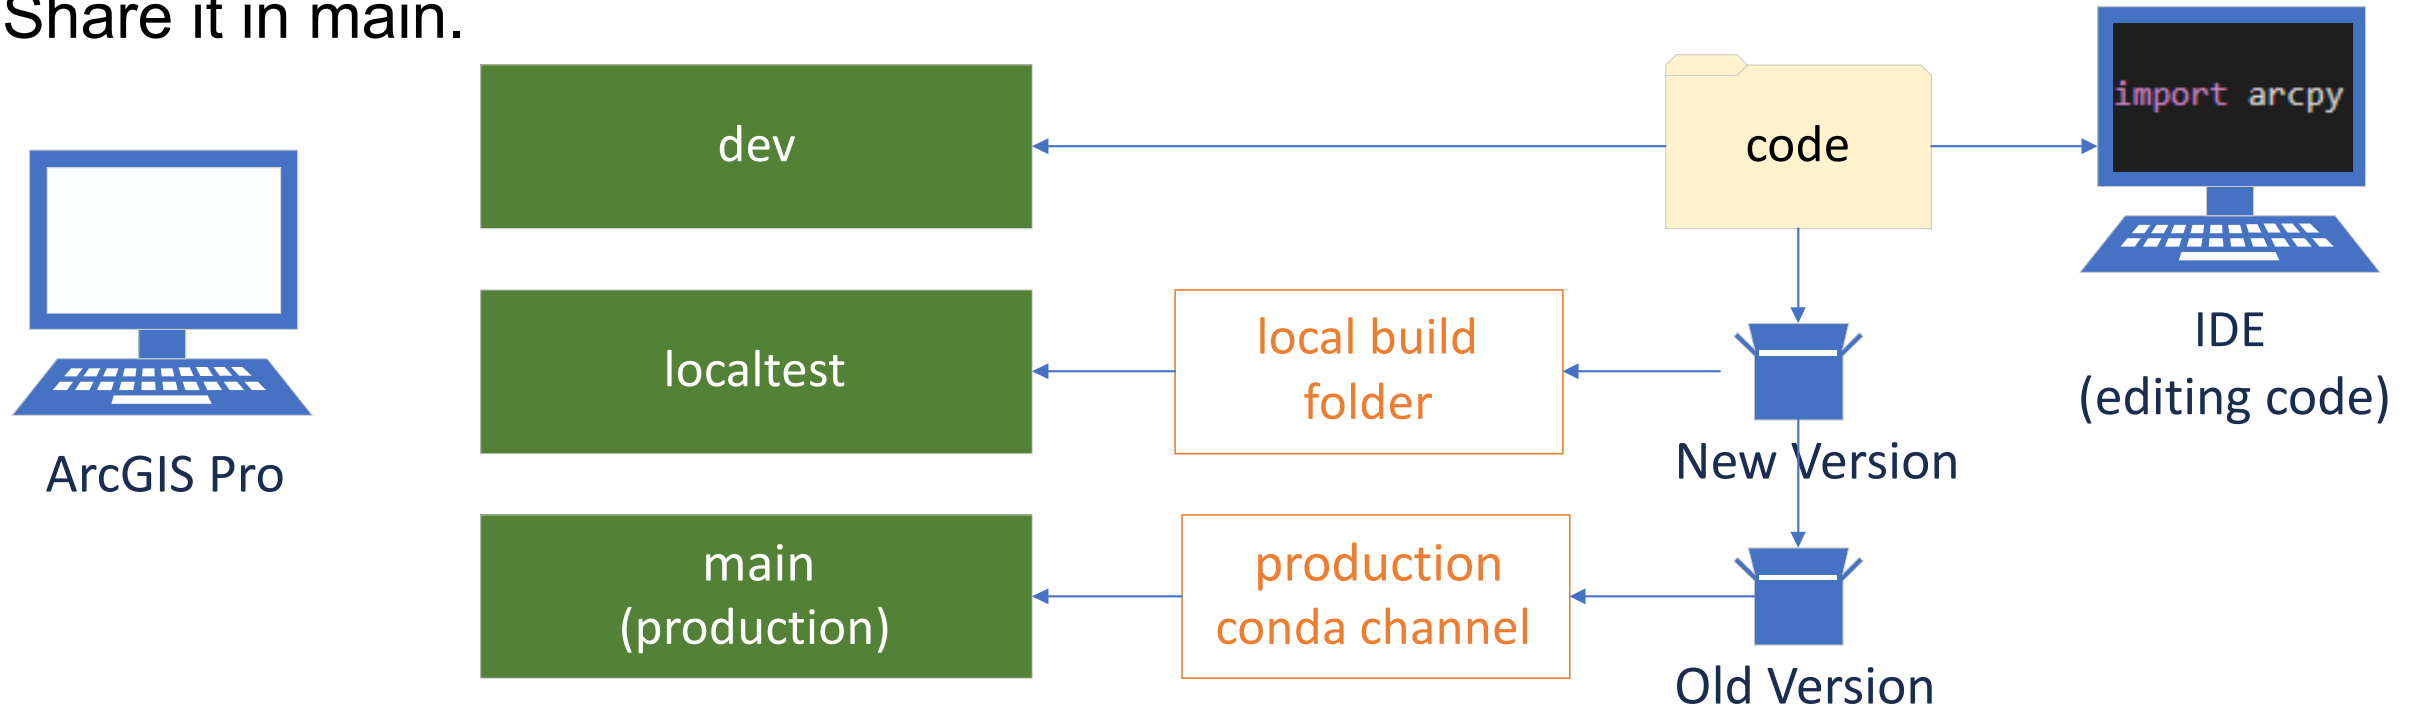 Share it in main.
dev
code
import arcpy
ArcGIS Pro
localtest
local build
folder
New Version
IDE
(editing code)
main
(production)
production
conda channel
Old Version